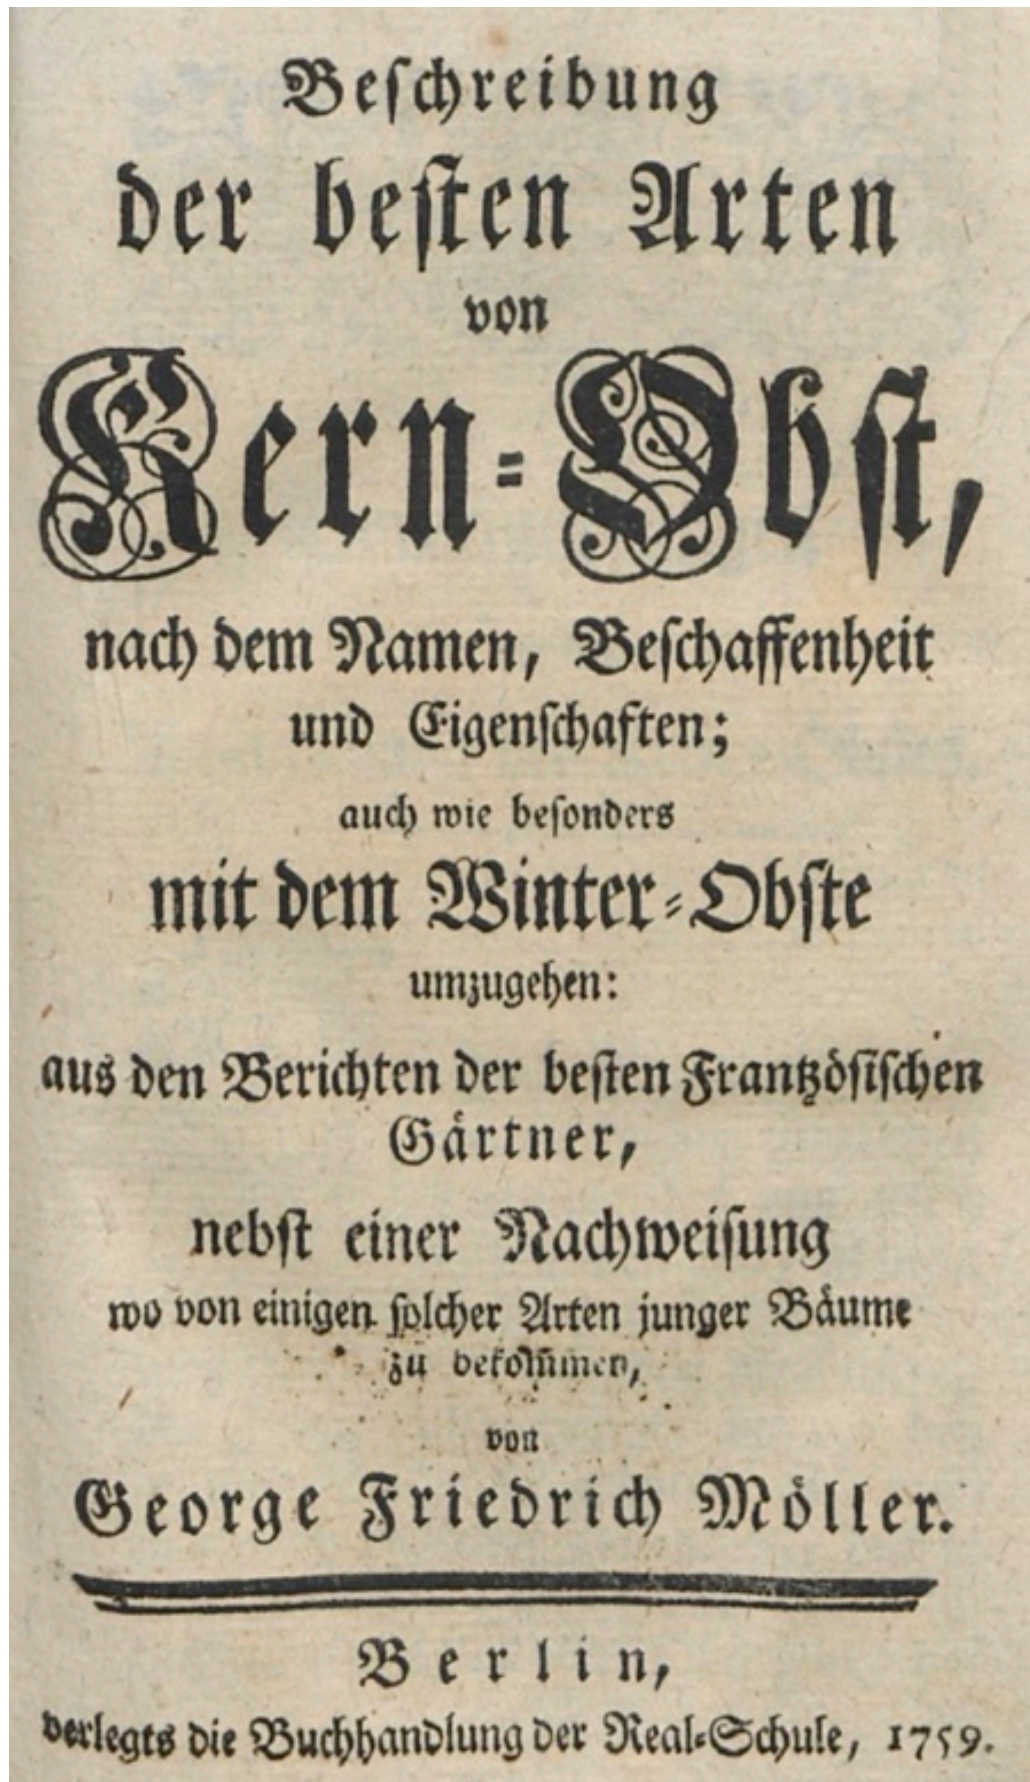 Beſchreibung
der beſten Arten
von
Kern-Obſt,
nach dem Namen, Beſchaffenheit
und Eigenſchaften;
auch wie beſonders
mit dem Winter-Obſte
umzugehen:
aus den Berichten der beſten Frantzöſiſchen
Gärtner,
nebſt einer Nachweiſung
wo von einigen ſolcher Arten junger Bäume
zu bekommen,
von
George Friedrich Möller.
Berlin,
verlegts die Buchhandlung der Real-Schule, 1759.